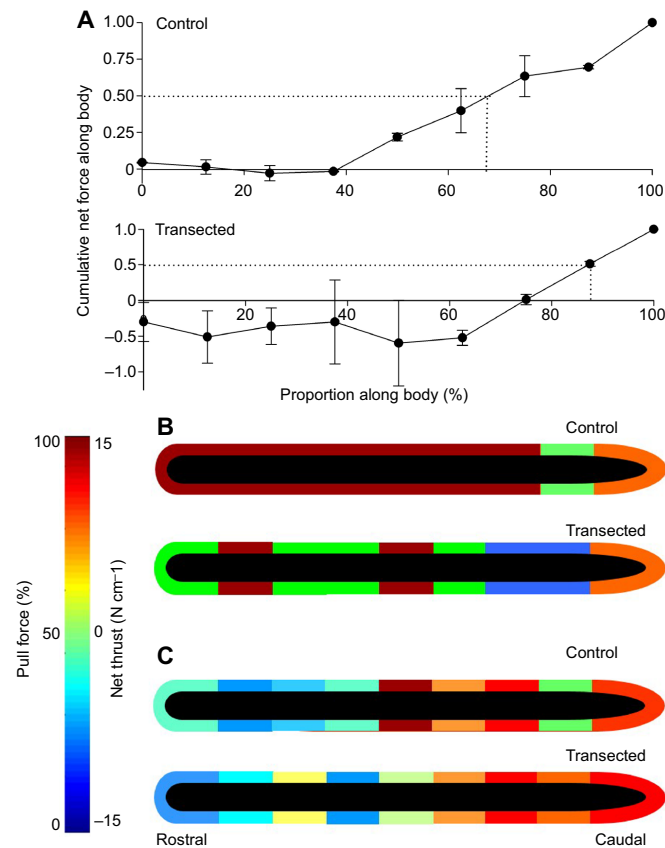 A
Control
1.00
0.75
0.50
0.25
0
0 20 40 60 80 100
Cumulative net force along body
Transected
1.0
0.5
0
–0.5
–1.0
20 40 60 80 100
Proportion along body (%)
B
Control
Transected
C
Control
Transected
Rostral
Caudal
100
50
0
Pull force (%)
15
0
–15
Net thrust (N cm–1)